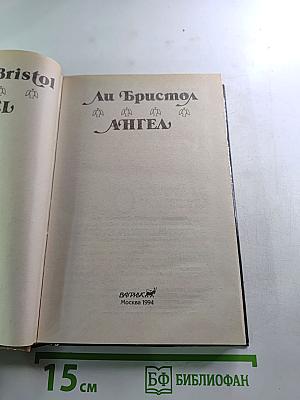 Bristol
Ли Бристол
АНГЕЛ
ВАГРИУС
Москва 1994
15 см
БФ БИБЛИОФАН